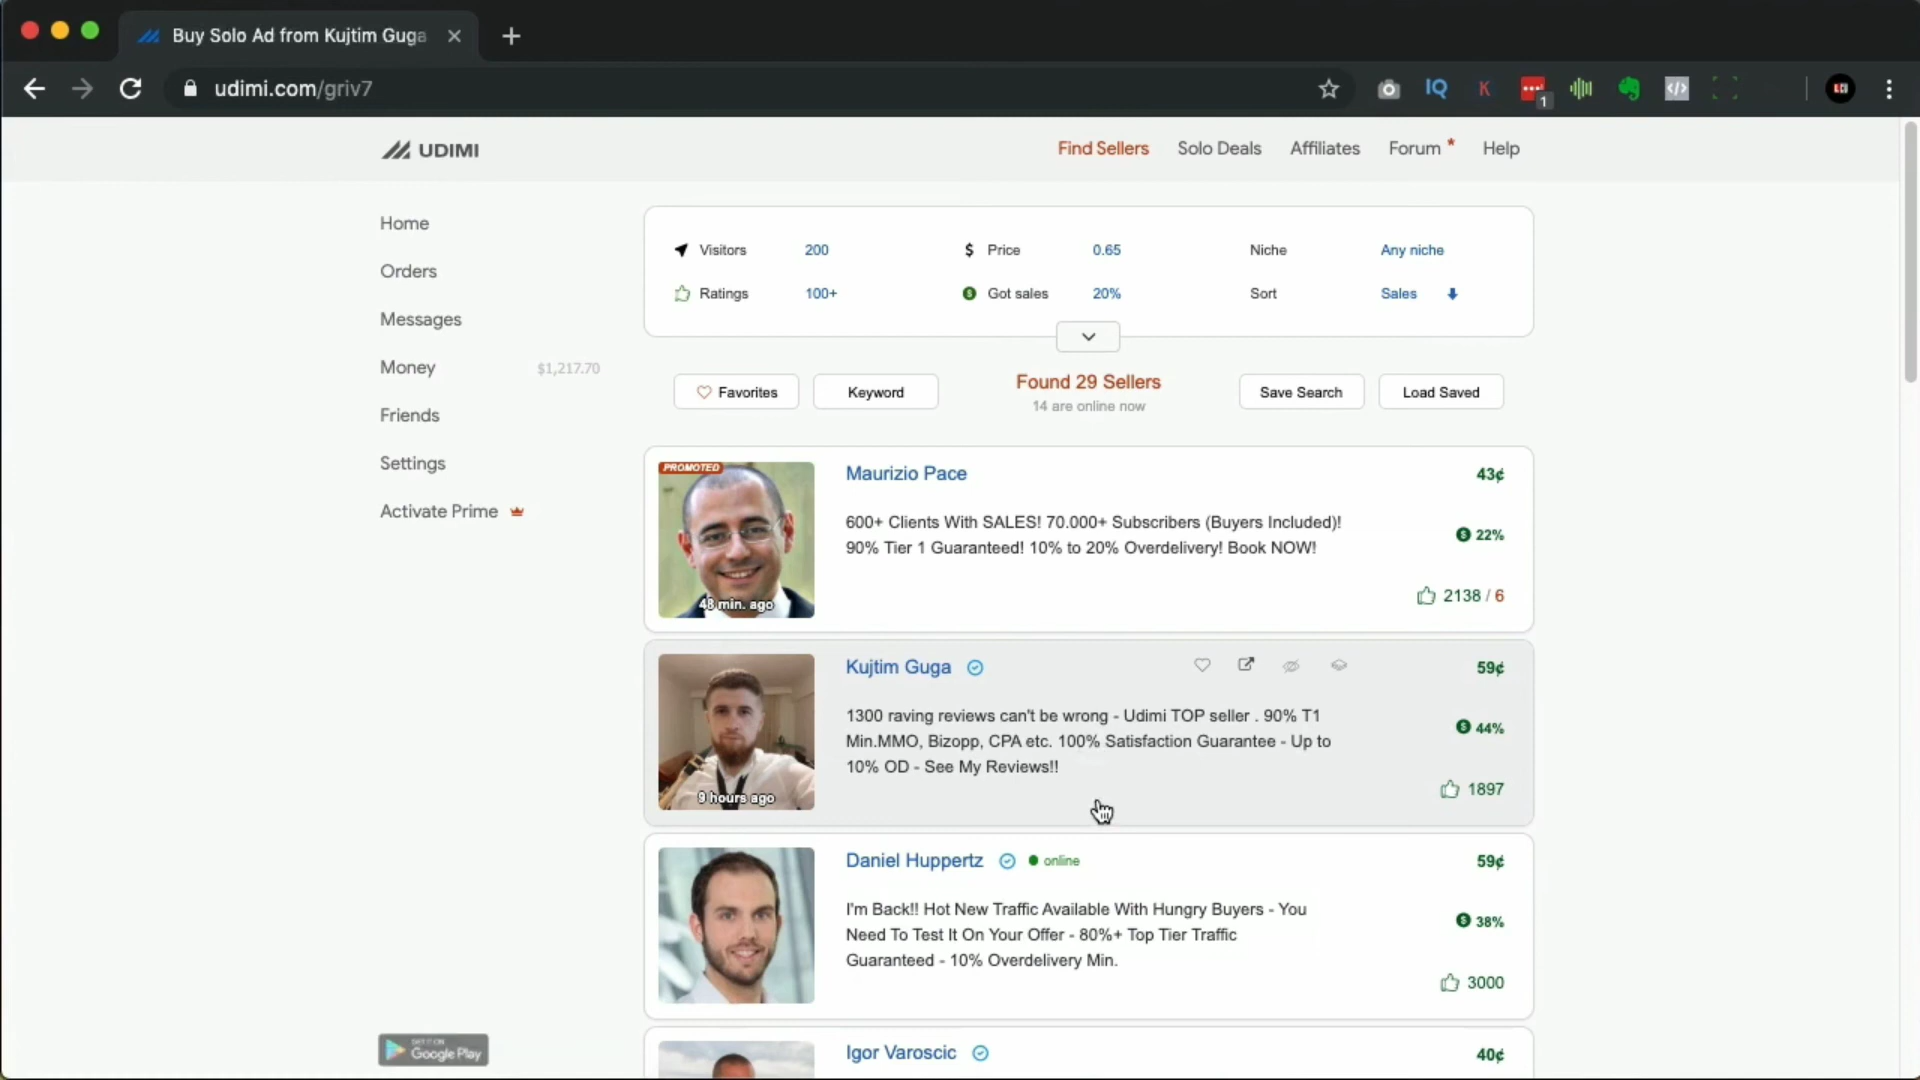 Buy Solo Ad from Kujtim Guga
udimi.com/griv7
IQ
K
1
UDIMI
Find Sellers
Solo Deals
Affiliates
Forum *
Help
Home
Orders
Messages
Money $1,217.70
Friends
Settings
Activate Prime
Visitors 200
$ Price 0.65
Niche Any niche
Ratings 100+
Got sales 20%
Sort Sales
Favorites
Keyword
Found 29 Sellers
14 are online now
Save Search
Load Saved
PROMOTED
48 min. ago
Maurizio Pace
43¢
600+ Clients With SALES! 70.000+ Subscribers (Buyers Included)!
90% Tier 1 Guaranteed! 10% to 20% Overdelivery! Book NOW!
22%
2138 / 6
9 hours ago
Kujtim Guga
59¢
1300 raving reviews can't be wrong - Udimi TOP seller . 90% T1
Min.MMO, Bizopp, CPA etc. 100% Satisfaction Guarantee - Up to
10% OD - See My Reviews!!
44%
1897
Daniel Huppertz
online
59¢
I'm Back!! Hot New Traffic Available With Hungry Buyers - You
Need To Test It On Your Offer - 80%+ Top Tier Traffic
Guaranteed - 10% Overdelivery Min.
38%
3000
Igor Varoscic
40¢
GET IT ON
Google Play